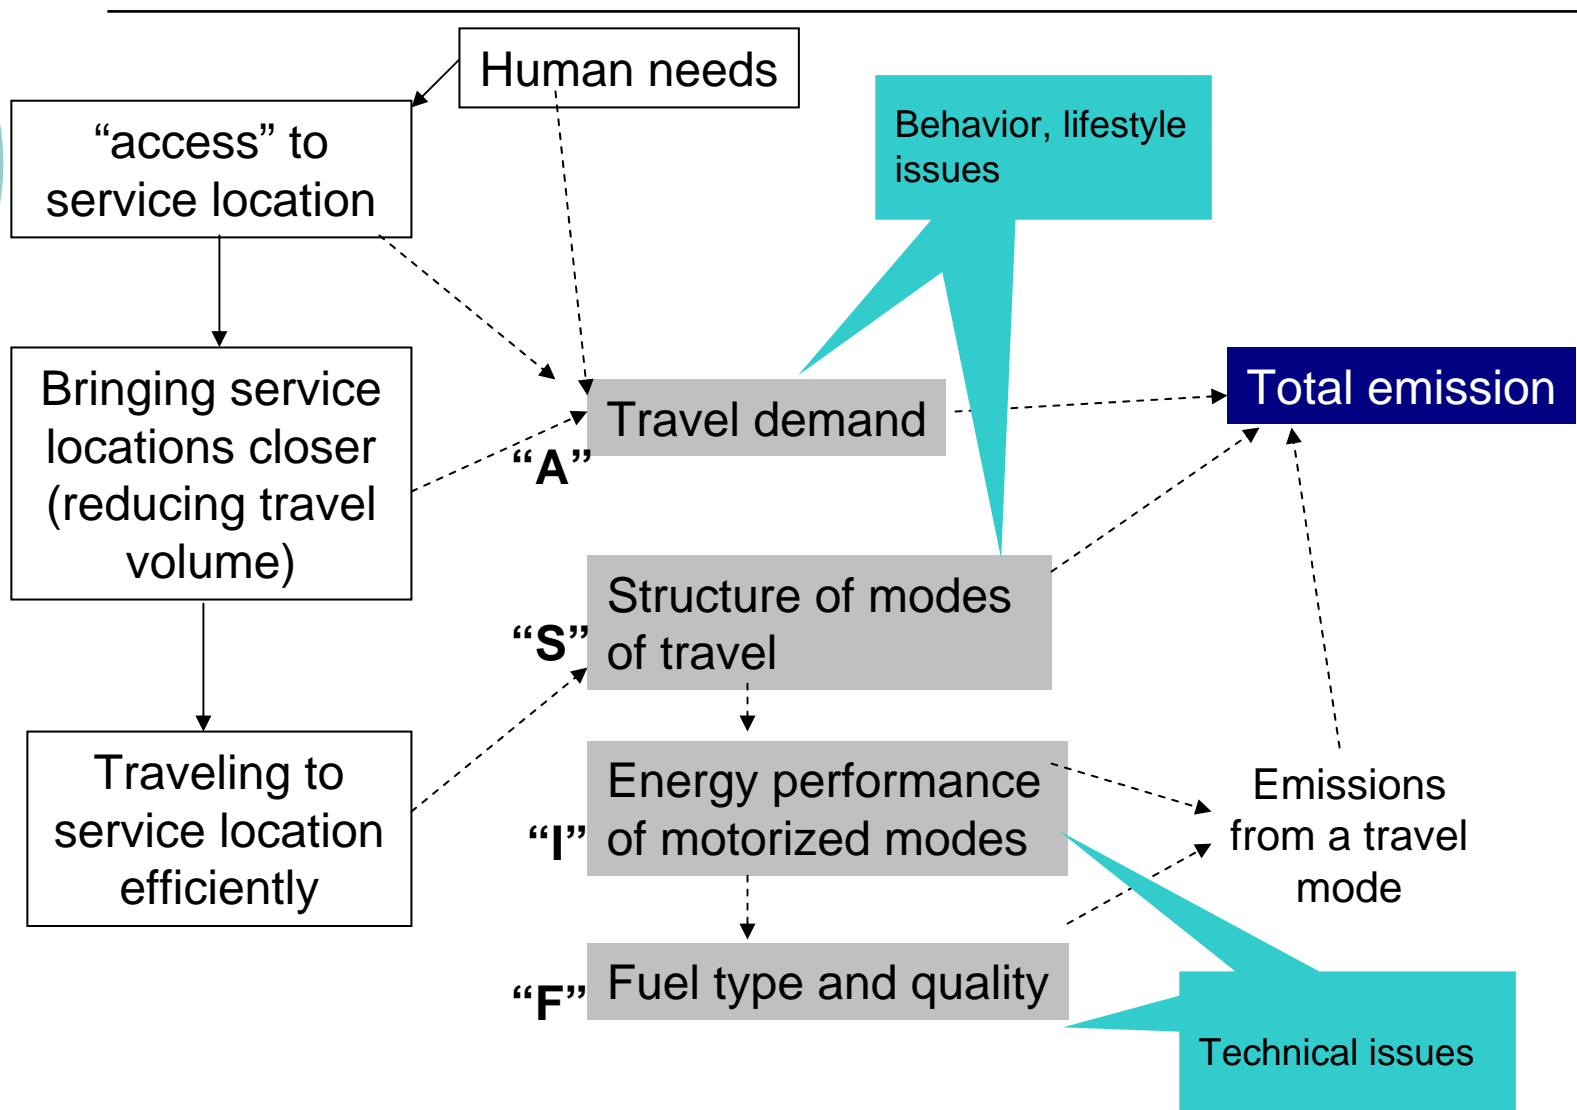 Human needs
“access” to
service location
Behavior, lifestyle
issues
Bringing service
locations closer
(reducing travel
volume)
Travel demand
“A”
Total emission
Structure of modes
of travel
“S”
Traveling to
service location
efficiently
Energy performance
of motorized modes
“I”
Emissions
from a travel
mode
Fuel type and quality
“F”
Technical issues